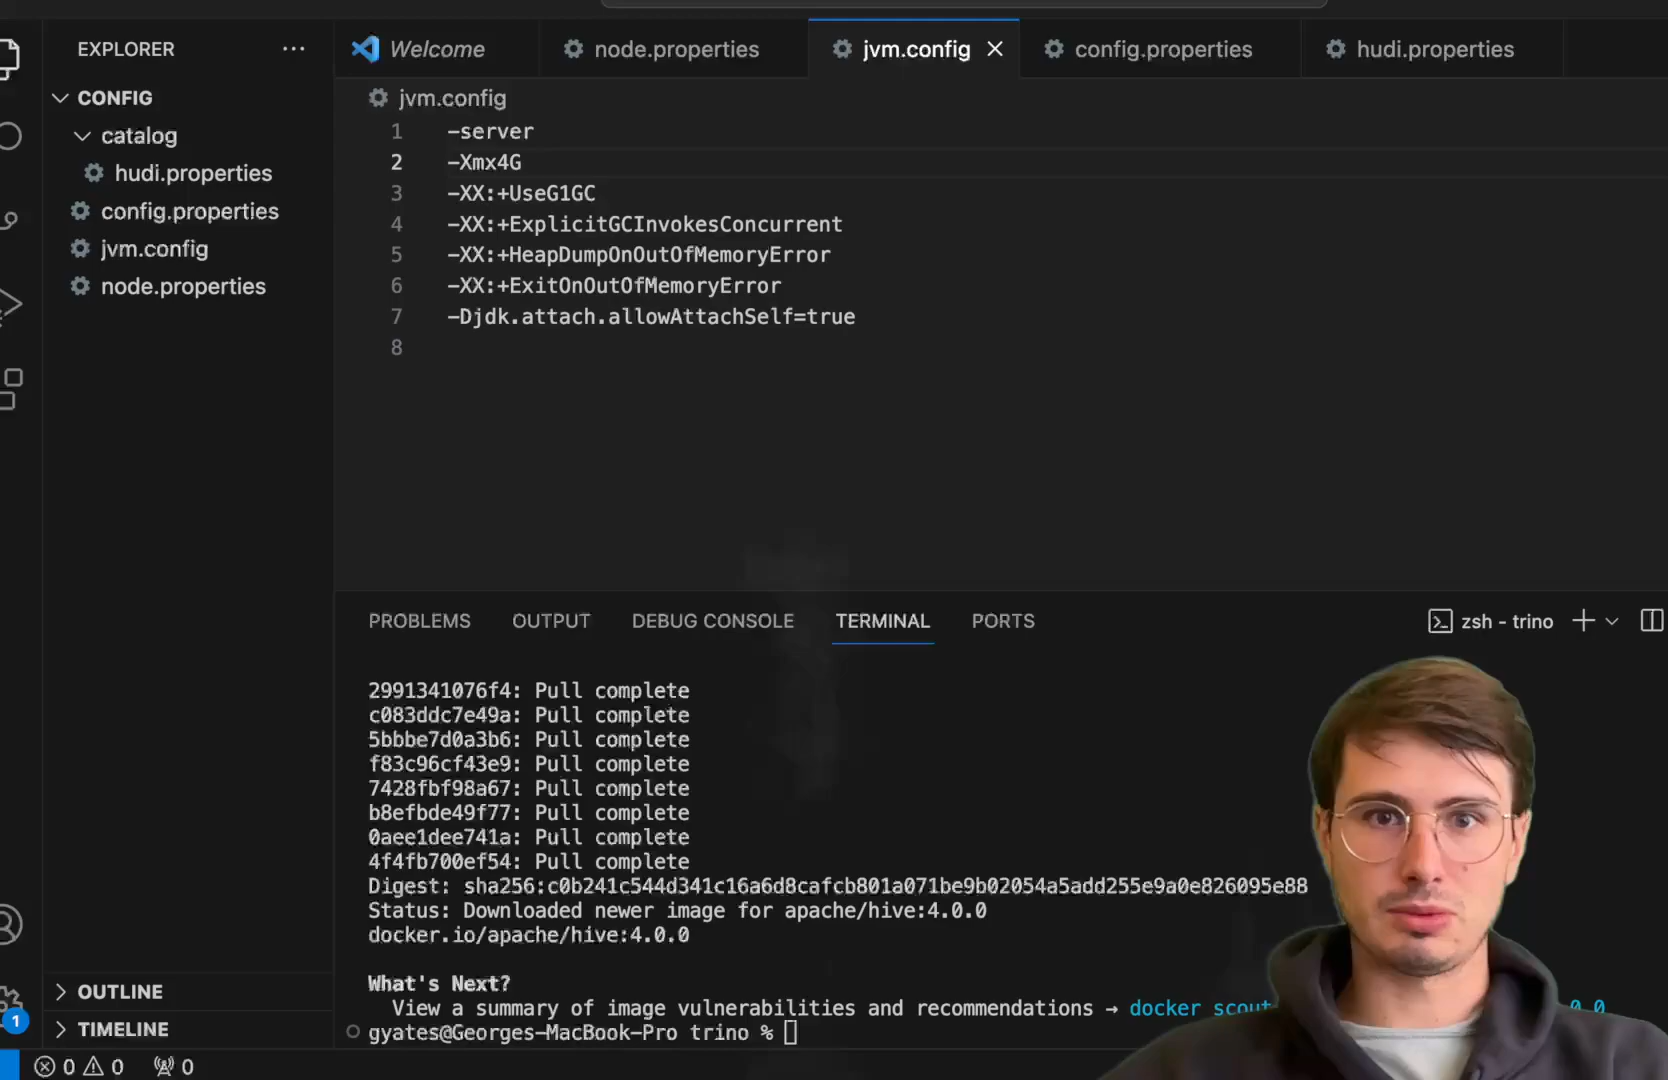 EXPLORER ...
Welcome
node.properties
jvm.config
config.properties
hudi.properties
CONFIG
catalog
hudi.properties
config.properties
jvm.config
node.properties
jvm.config
1 -server
2 -Xmx4G
3 -XX:+UseG1GC
4 -XX:+ExplicitGCInvokesConcurrent
5 -XX:+HeapDumpOnOutOfMemoryError
6 -XX:+ExitOnOutOfMemoryError
7 -Djdk.attach.allowAttachSelf=true
8
PROBLEMS OUTPUT DEBUG CONSOLE TERMINAL PORTS
zsh - trino
2991341076f4: Pull complete
c083ddc7e49a: Pull complete
5bbbe7d0a3b6: Pull complete
f83c96cf43e9: Pull complete
7428fbf98a67: Pull complete
b8efbde49f77: Pull complete
0aee1dee741a: Pull complete
4f4fb700ef54: Pull complete
Digest: sha256:c0b241c544d341c16a6d8cafcb801a071be9b02054a5add255e9a0e826095e88
Status: Downloaded newer image for apache/hive:4.0.0
docker.io/apache/hive:4.0.0
What's Next?
View a summary of image vulnerabilities and recommendations → docker scout 0.0
gyates@Georges-MacBook-Pro trino %
OUTLINE
TIMELINE
1
0 0 0